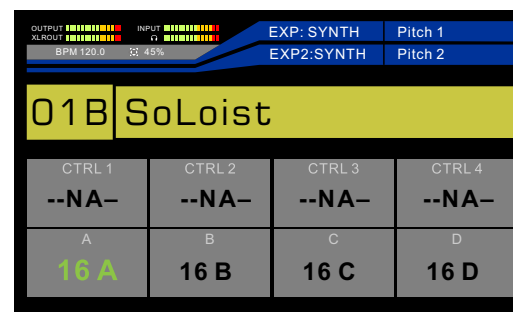 OUTPUT INPUT EXP: SYNTH Pitch 1
XLROUT
BPM 120.0 45% EXP2:SYNTH Pitch 2
01B SoLoist
CTRL 1 CTRL 2 CTRL 3 CTRL 4
--NA– --NA– --NA– --NA–
A B C D
16 A 16 B 16 C 16 D